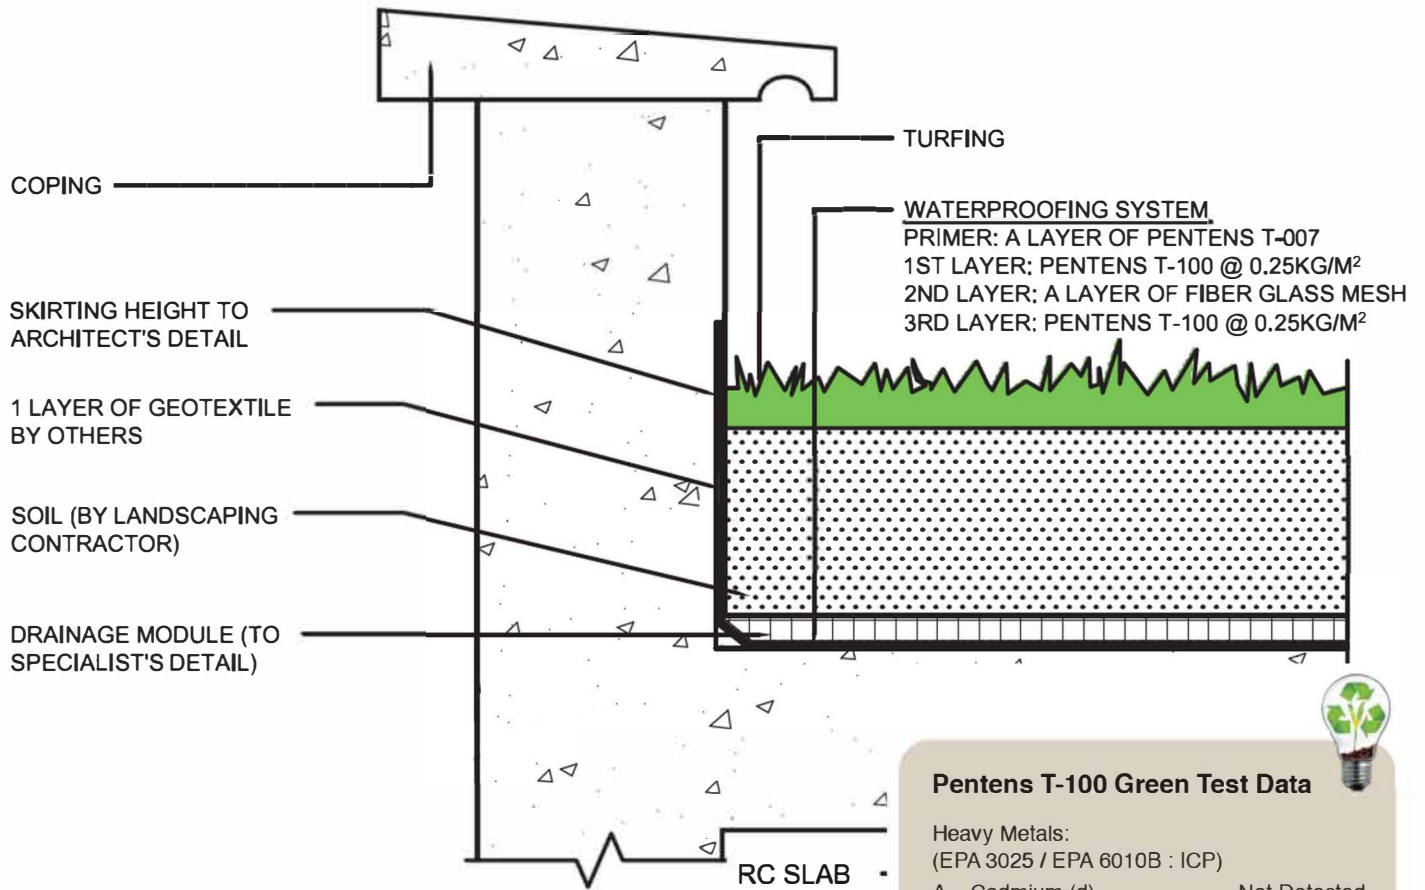 TURFING
COPING
WATERPROOFING SYSTEM
PRIMER: A LAYER OF PENTENS T-007
1ST LAYER: PENTENS T-100 @ 0.25KG/M²
2ND LAYER: A LAYER OF FIBER GLASS MESH
3RD LAYER: PENTENS T-100 @ 0.25KG/M²
SKIRTING HEIGHT TO
ARCHITECT'S DETAIL
1 LAYER OF GEOTEXTILE
BY OTHERS
SOIL (BY LANDSCAPING
CONTRACTOR)
DRAINAGE MODULE (TO
SPECIALIST'S DETAIL)
RC SLAB
Pentens T-100 Green Test Data
Heavy Metals:
(EPA 3025 / EPA 6010B : ICP)
A Cadmium (d) Not Detected